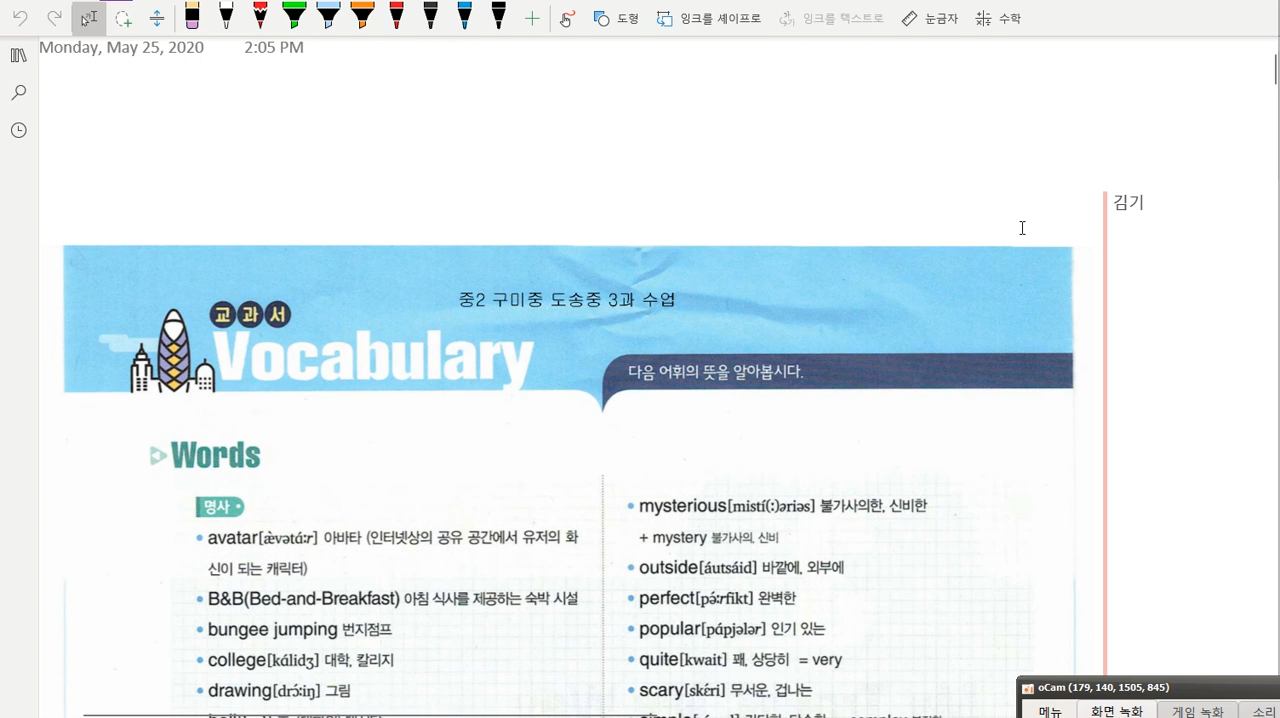 도형
잉크를 셰이프로
잉크를 텍스트로
눈금자
수학
Monday, May 25, 2020 2:05 PM
김기
중2 구미중 도송중 3과 수업
교과서
Vocabulary
다음 어휘의 뜻을 알아봅시다.
Words
명사
avatar[æ̀vətɑ́ːr] 아바타 (인터넷상의 공유 공간에서 유저의 화
신이 되는 캐릭터)
B&B(Bed-and-Breakfast) 아침 식사를 제공하는 숙박 시설
bungee jumping 번지점프
college[kálidʒ] 대학, 칼리지
drawing[drɔ́ːiŋ] 그림
mysterious[mistí(ː)əriəs] 불가사의한, 신비한
+ mystery 불가사의, 신비
outside[áutsáid] 바깥에, 외부에
perfect[pə́ːrfikt] 완벽한
popular[pápjələr] 인기 있는
quite[kwait] 꽤, 상당히 = very
scary[skɛ́ri] 무서운, 겁나는
oCam (179, 140, 1505, 845)
메뉴 화면 녹화 게임 녹화 소리